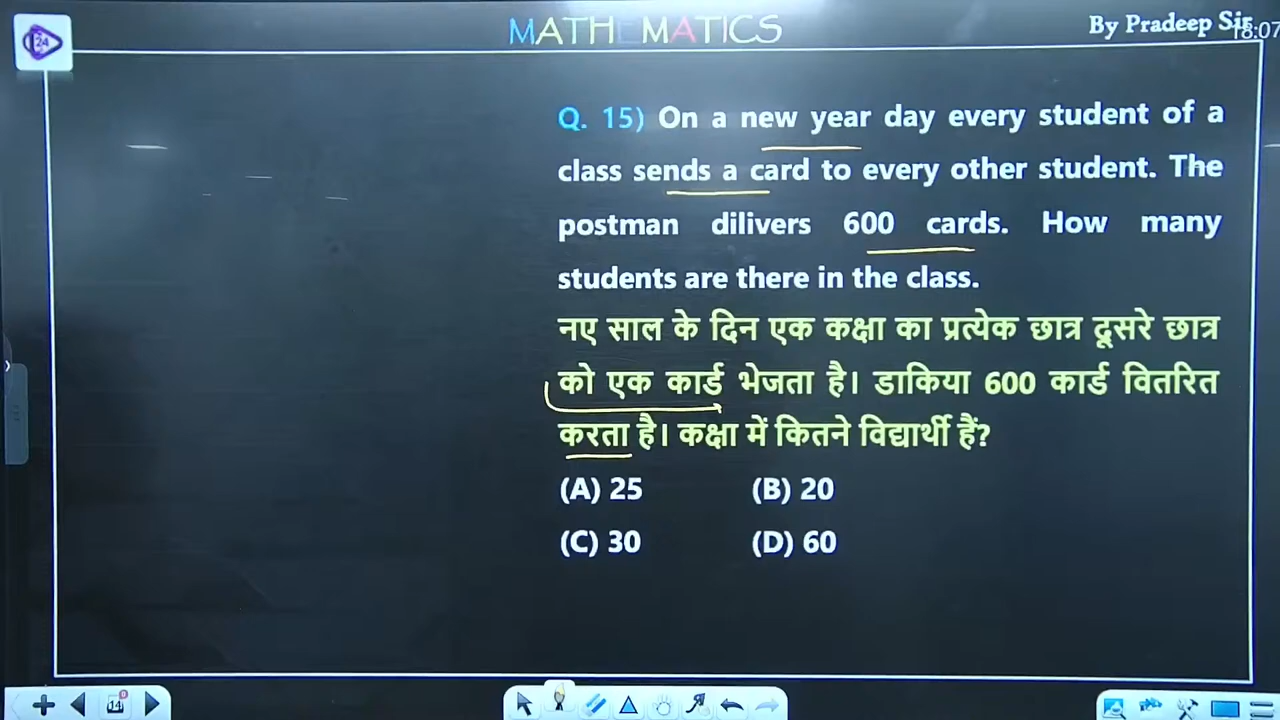 24
MATHEMATICS
By Pradeep Sir
18:07
Q. 15) On a new year day every student of a
class sends a card to every other student. The
postman dilivers 600 cards. How many
students are there in the class.
नए साल के दिन एक कक्षा का प्रत्येक छात्र दूसरे छात्र
को एक कार्ड भेजता है। डाकिया 600 कार्ड वितरित
करता है। कक्षा में कितने विद्यार्थी हैं?
(A) 25 (B) 20
(C) 30 (D) 60
14